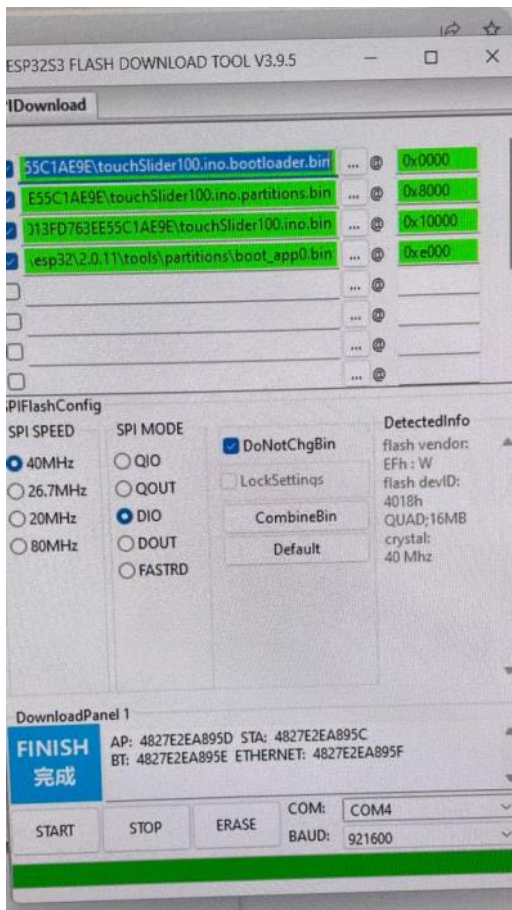 ESP32S3 FLASH DOWNLOAD TOOL V3.9.5
IDownload
55C1AE9E\touchSlider100.ino.bootloader.bin ... @ 0x0000
E55C1AE9E\touchSlider100.ino.partitions.bin ... @ 0x8000
013FD763EE55C1AE9E\touchSlider100.ino.bin ... @ 0x10000
.esp32\2.0.11\tools\partitions\boot_app0.bin ... @ 0xe000
... @
... @
... @
... @
SPIFlashConfig
SPI SPEED
40MHz
26.7MHz
20MHz
80MHz
SPI MODE
QIO
QOUT
DIO
DOUT
FASTRD
DoNotChgBin
LockSettings
CombineBin
Default
DetectedInfo
flash vendor:
EFh : W
flash devID:
4018h
QUAD;16MB
crystal:
40 Mhz
DownloadPanel 1
FINISH
完成
AP: 4827E2EA895D STA: 4827E2EA895C
BT: 4827E2EA895E ETHERNET: 4827E2EA895F
START
STOP
ERASE
COM: COM4
BAUD: 921600